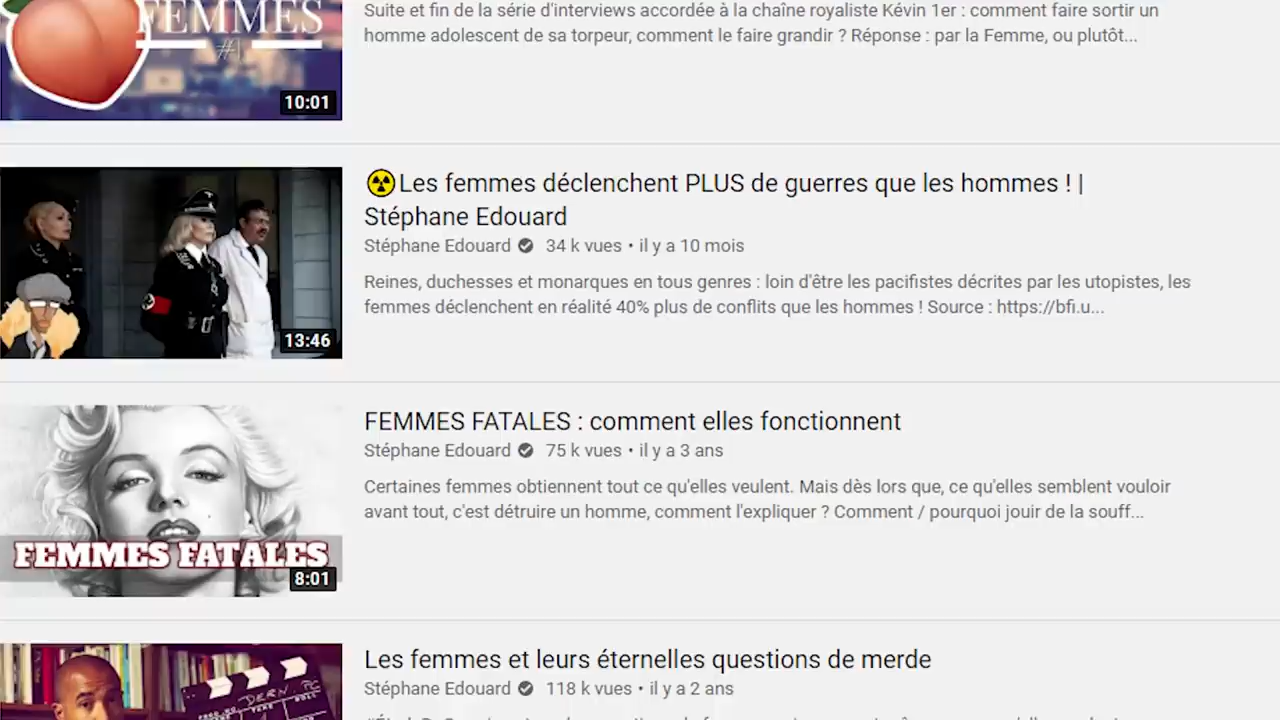 FEMMES
#1
10:01
Suite et fin de la série d'interviews accordée à la chaîne royaliste Kévin 1er : comment faire sortir un
homme adolescent de sa torpeur, comment le faire grandir ? Réponse : par la Femme, ou plutôt...
13:46
Les femmes déclenchent PLUS de guerres que les hommes ! |
Stéphane Edouard
Stéphane Edouard 34 k vues • il y a 10 mois
Reines, duchesses et monarques en tous genres : loin d'être les pacifistes décrites par les utopistes, les
femmes déclenchent en réalité 40% plus de conflits que les hommes ! Source : https://bfi.u...
FEMMES FATALES
8:01
FEMMES FATALES : comment elles fonctionnent
Stéphane Edouard 75 k vues • il y a 3 ans
Certaines femmes obtiennent tout ce qu'elles veulent. Mais dès lors que, ce qu'elles semblent vouloir
avant tout, c'est détruire un homme, comment l'expliquer ? Comment / pourquoi jouir de la souff...
Les femmes et leurs éternelles questions de merde
Stéphane Edouard 118 k vues • il y a 2 ans